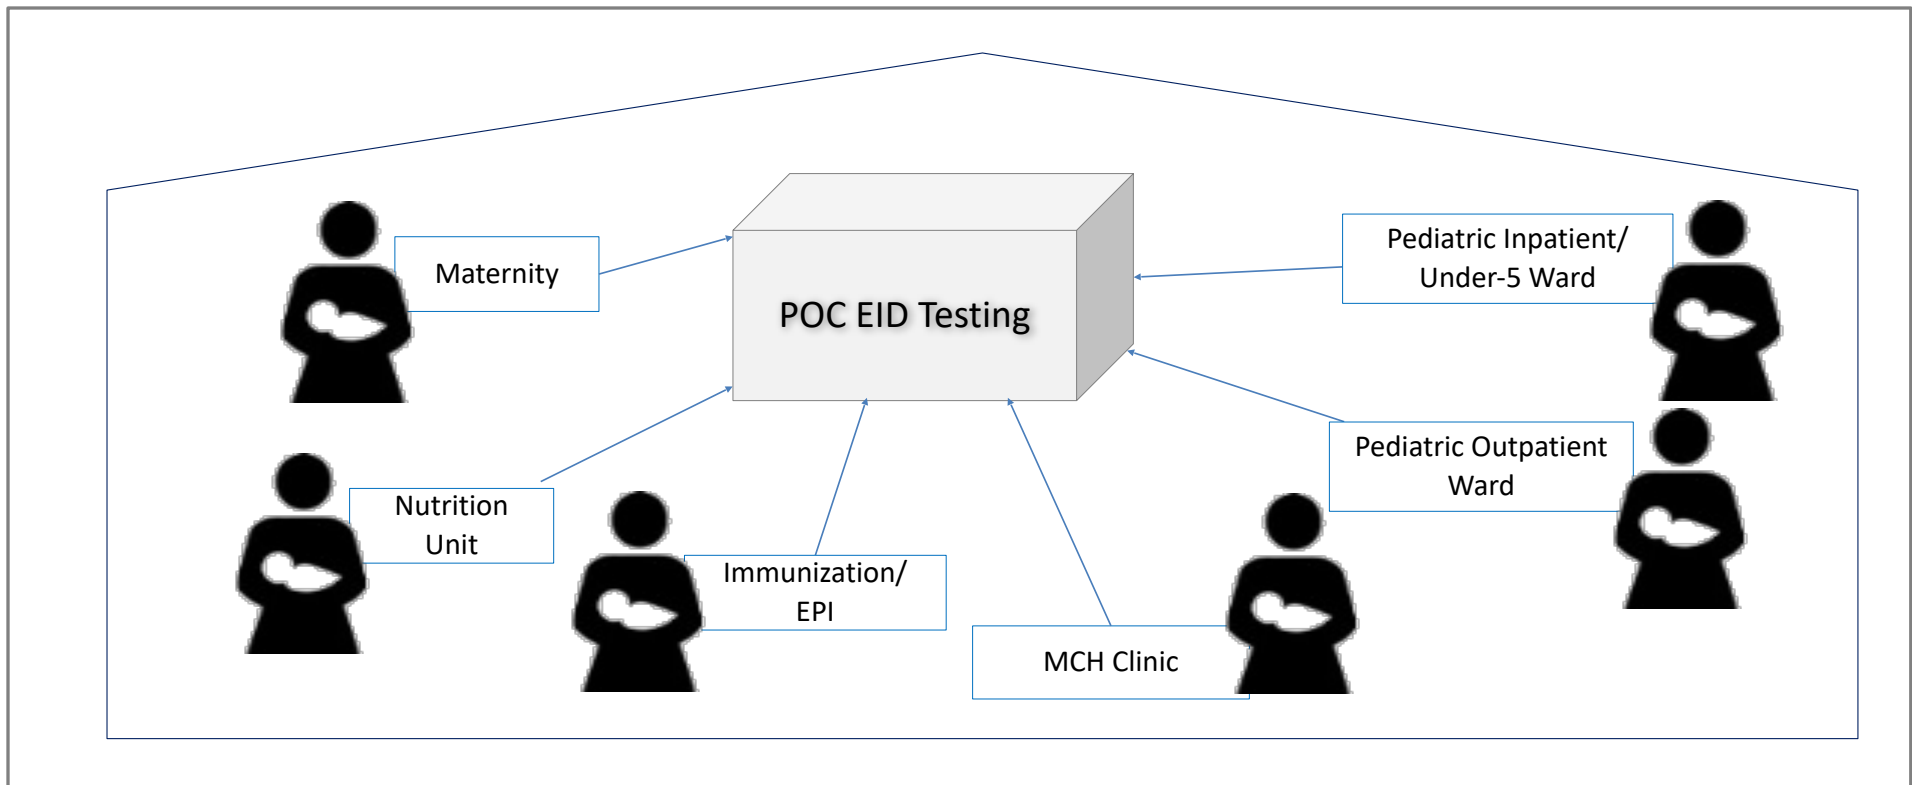 Maternity
POC EID Testing
Pediatric Inpatient/
Under-5 Ward
Pediatric Outpatient
Ward
Nutrition
Unit
Immunization/
EPI
MCH Clinic